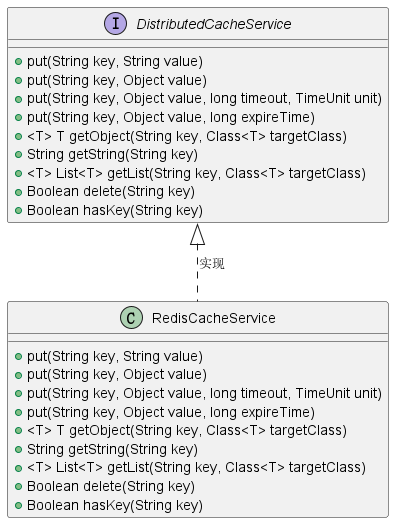 I DistributedCacheService
put(String key, String value)
put(String key, Object value)
put(String key, Object value, long timeout, TimeUnit unit)
put(String key, Object value, long expireTime)
<T> T getObject(String key, Class<T> targetClass)
String getString(String key)
<T> List<T> getList(String key, Class<T> targetClass)
Boolean delete(String key)
Boolean hasKey(String key)
实现
C RedisCacheService
put(String key, String value)
put(String key, Object value)
put(String key, Object value, long timeout, TimeUnit unit)
put(String key, Object value, long expireTime)
<T> T getObject(String key, Class<T> targetClass)
String getString(String key)
<T> List<T> getList(String key, Class<T> targetClass)
Boolean delete(String key)
Boolean hasKey(String key)